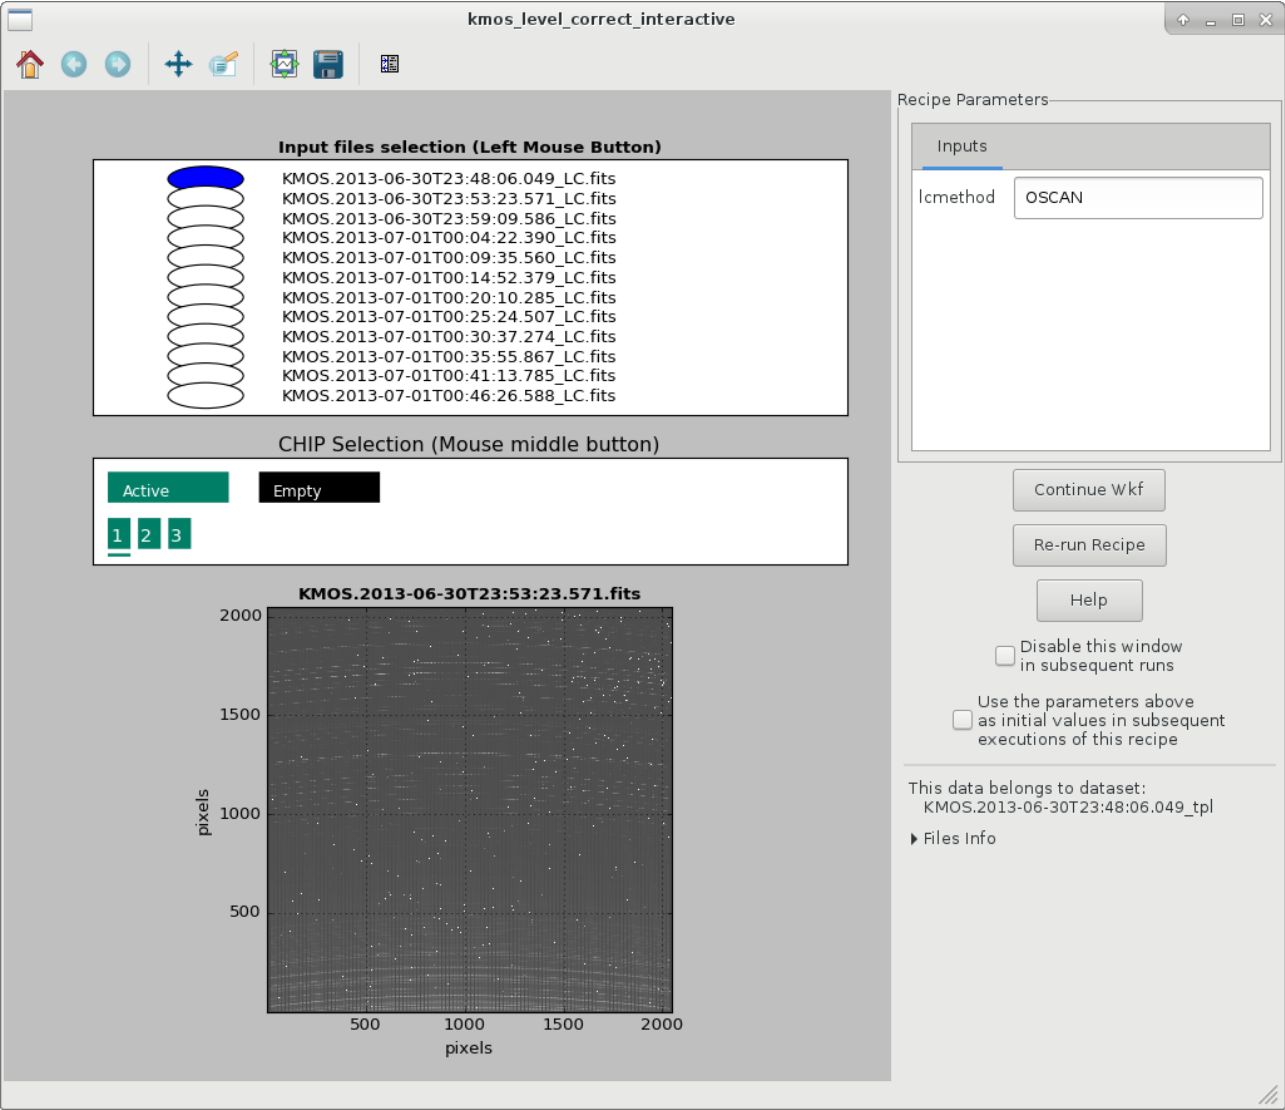 kmos_level_correct_interactive
Recipe Parameters
Inputs
lcmethod OSCAN
Input files selection (Left Mouse Button)
KMOS.2013-06-30T23:48:06.049_LC.fits
KMOS.2013-06-30T23:53:23.571_LC.fits
KMOS.2013-06-30T23:59:09.586_LC.fits
KMOS.2013-07-01T00:04:22.390_LC.fits
KMOS.2013-07-01T00:09:35.560_LC.fits
KMOS.2013-07-01T00:14:52.379_LC.fits
KMOS.2013-07-01T00:20:10.285_LC.fits
KMOS.2013-07-01T00:25:24.507_LC.fits
KMOS.2013-07-01T00:30:37.274_LC.fits
KMOS.2013-07-01T00:35:55.867_LC.fits
KMOS.2013-07-01T00:41:13.785_LC.fits
KMOS.2013-07-01T00:46:26.588_LC.fits
CHIP Selection (Mouse middle button)
Active Empty
1 2 3
KMOS.2013-06-30T23:53:23.571.fits
2000
1500
1000
500
pixels
500 1000 1500 2000
pixels
Continue Wkf
Re-run Recipe
Help
Disable this window
in subsequent runs
Use the parameters above
as initial values in subsequent
executions of this recipe
This data belongs to dataset:
KMOS.2013-06-30T23:48:06.049_tpl
Files Info